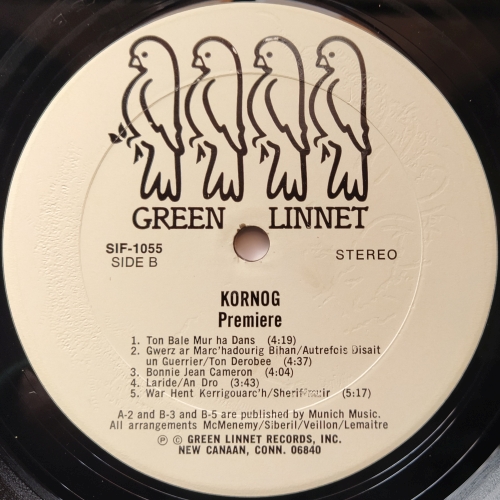 GREEN LINNET
SIF-1055
SIDE B
STEREO
KORNOG
Premiere
1. Ton Bale Mur ha Dans (4:19)
2. Gwerz ar Marc'hadourig Bihan/Autrefois Disait
un Guerrier/Ton Derobee (4:37)
3. Bonnie Jean Cameron (4:04)
4. Laride/An Dro (3:43)
5. War Hent Kerrigouarc'h/Sherifmuir (5:17)
A-2 and B-3 and B-5 are published by Munich Music.
All arrangements McMenemy/Siberil/Veillon/Lemaitre
Ⓟ © GREEN LINNET RECORDS, INC.
NEW CANAAN, CONN. 06840